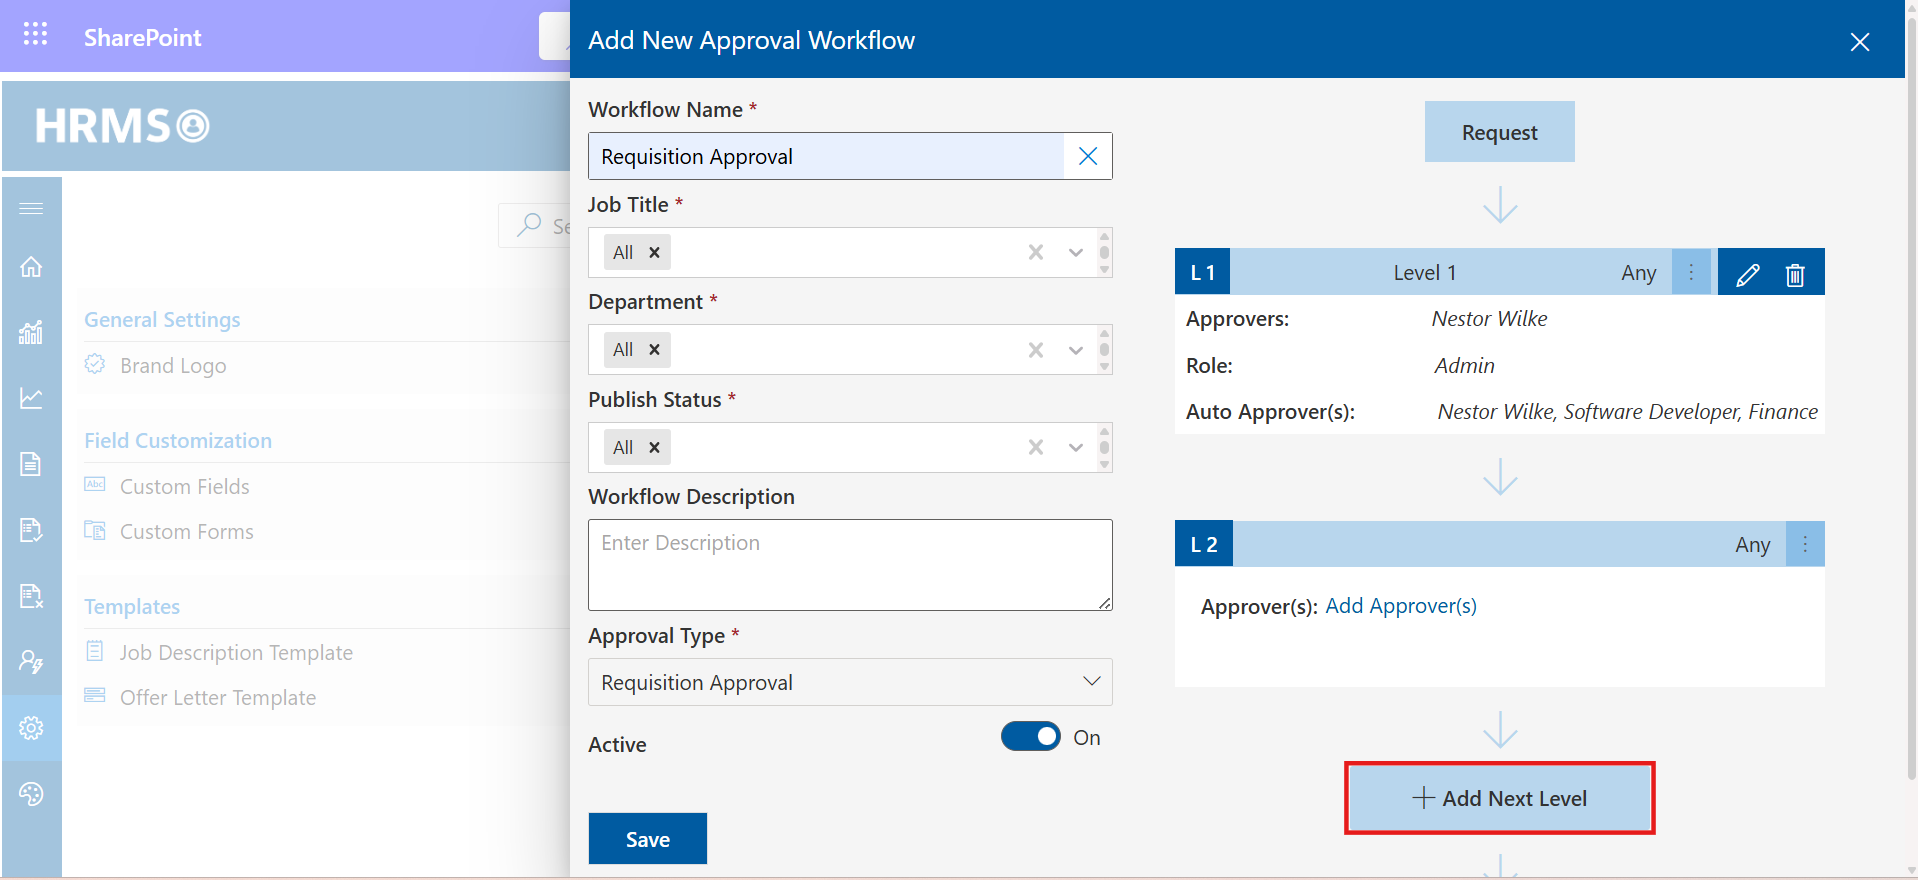 SharePoint
HRMS
Se
General Settings
Brand Logo
Field Customization
Abc
Custom Fields
Custom Forms
Templates
Job Description Template
Offer Letter Template
Add New Approval Workflow
Workflow Name *
Requisition Approval
Job Title *
All
Department *
All
Publish Status *
All
Workflow Description
Enter Description
Approval Type *
Requisition Approval
Active
On
Save
Request
L 1 Level 1 Any
Approvers: Nestor Wilke
Role: Admin
Auto Approver(s): Nestor Wilke, Software Developer, Finance
L 2 Any
Approver(s): Add Approver(s)
+ Add Next Level